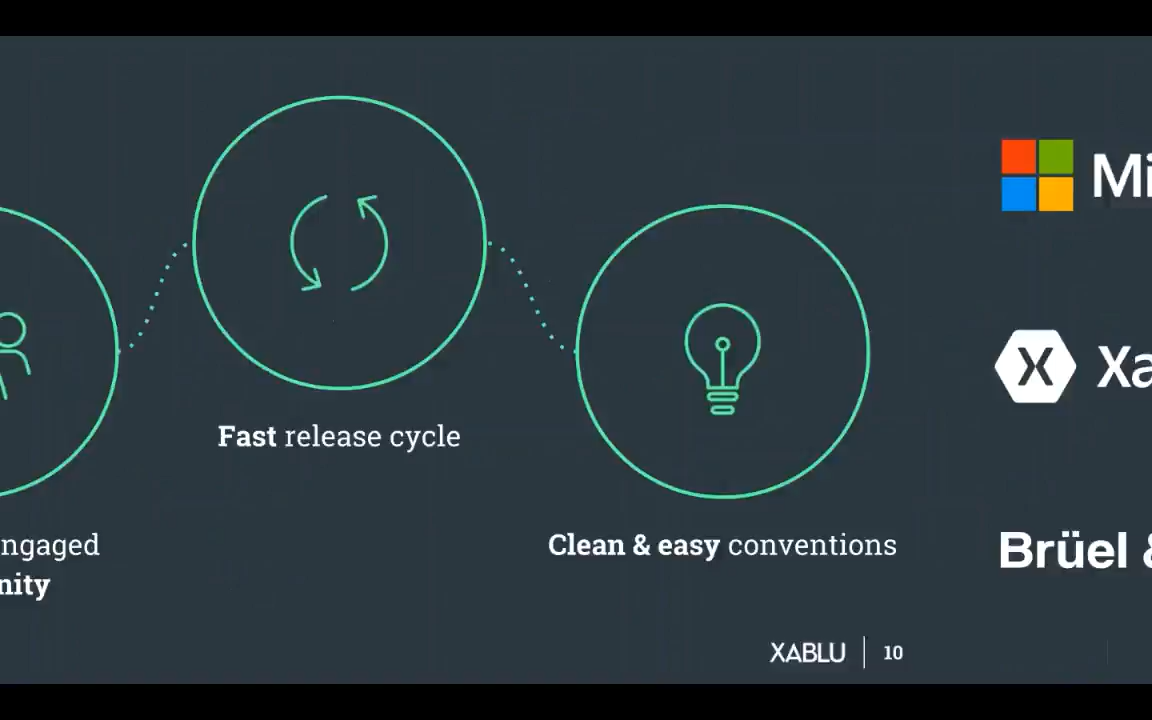 Fast release cycle
ngaged
nity
Clean & easy conventions
Mi
X
Xa
Brüel &
XABLU
10